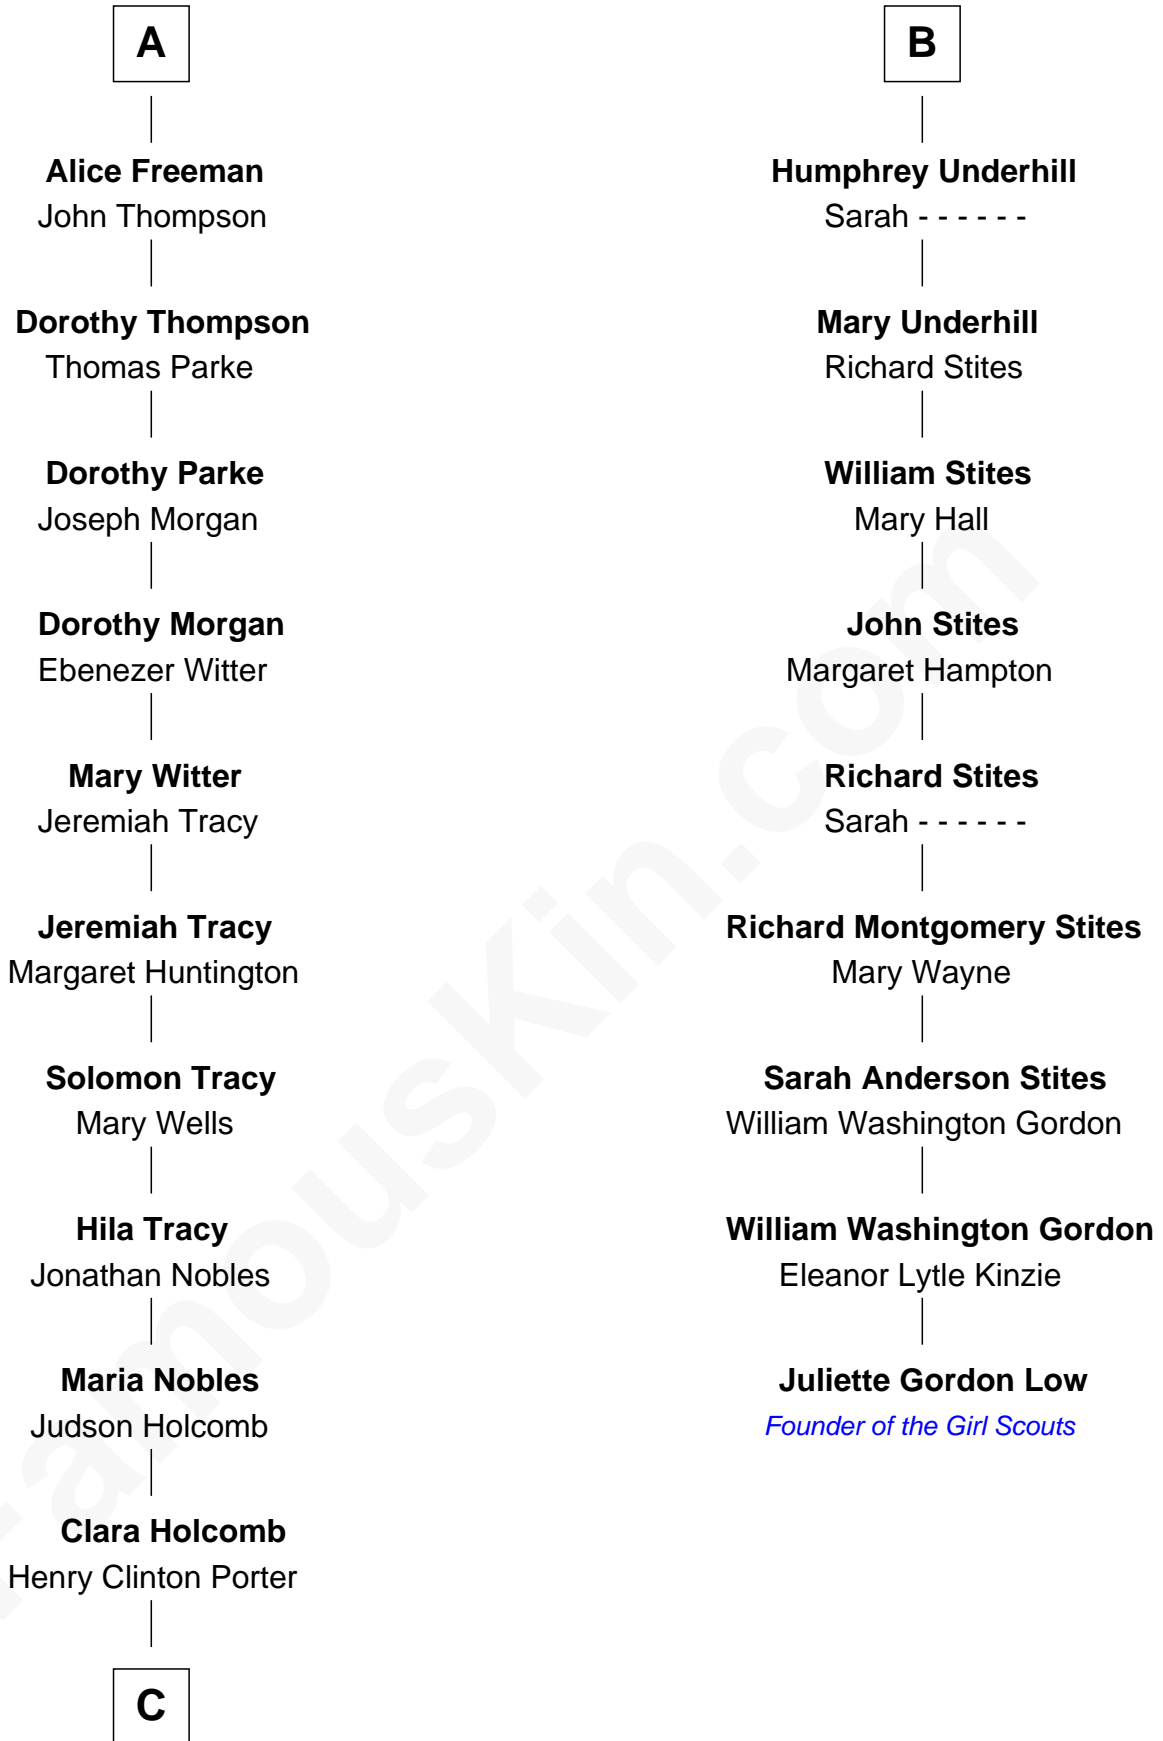 A
Alice Freeman
John Thompson
Dorothy Thompson
Thomas Parke
Dorothy Parke
Joseph Morgan
Dorothy Morgan
Ebenezer Witter
Mary Witter
Jeremiah Tracy
Jeremiah Tracy
Margaret Huntington
Solomon Tracy
Mary Wells
Hila Tracy
Jonathan Nobles
Maria Nobles
Judson Holcomb
Clara Holcomb
Henry Clinton Porter
C
B
Humphrey Underhill
Sarah - - - - - -
Mary Underhill
Richard Stites
William Stites
Mary Hall
John Stites
Margaret Hampton
Richard Stites
Sarah - - - - - -
Richard Montgomery Stites
Mary Wayne
Sarah Anderson Stites
William Washington Gordon
William Washington Gordon
Eleanor Lytle Kinzie
Juliette Gordon Low
Founder of the Girl Scouts
FamousKin.com